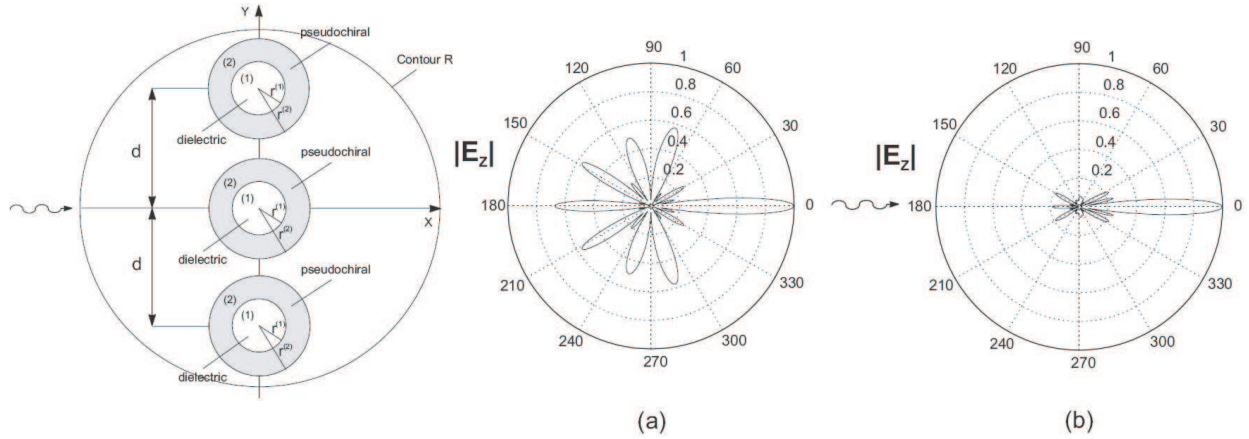 Y
pseudochiral
(2)
(1)
r(1)
r(2)
dielectric
Contour R
d
pseudochiral
(2)
(1)
r(1)
r(2)
dielectric
X
d
pseudochiral
(2)
(1)
r(1)
r(2)
dielectric
|Ez|
90
1
120
60
0.8
0.6
150
30
0.4
0.2
180
0
210
330
240
300
270
(a)
|Ez|
90
1
120
60
0.8
0.6
150
30
0.4
0.2
180
0
210
330
240
300
270
(b)